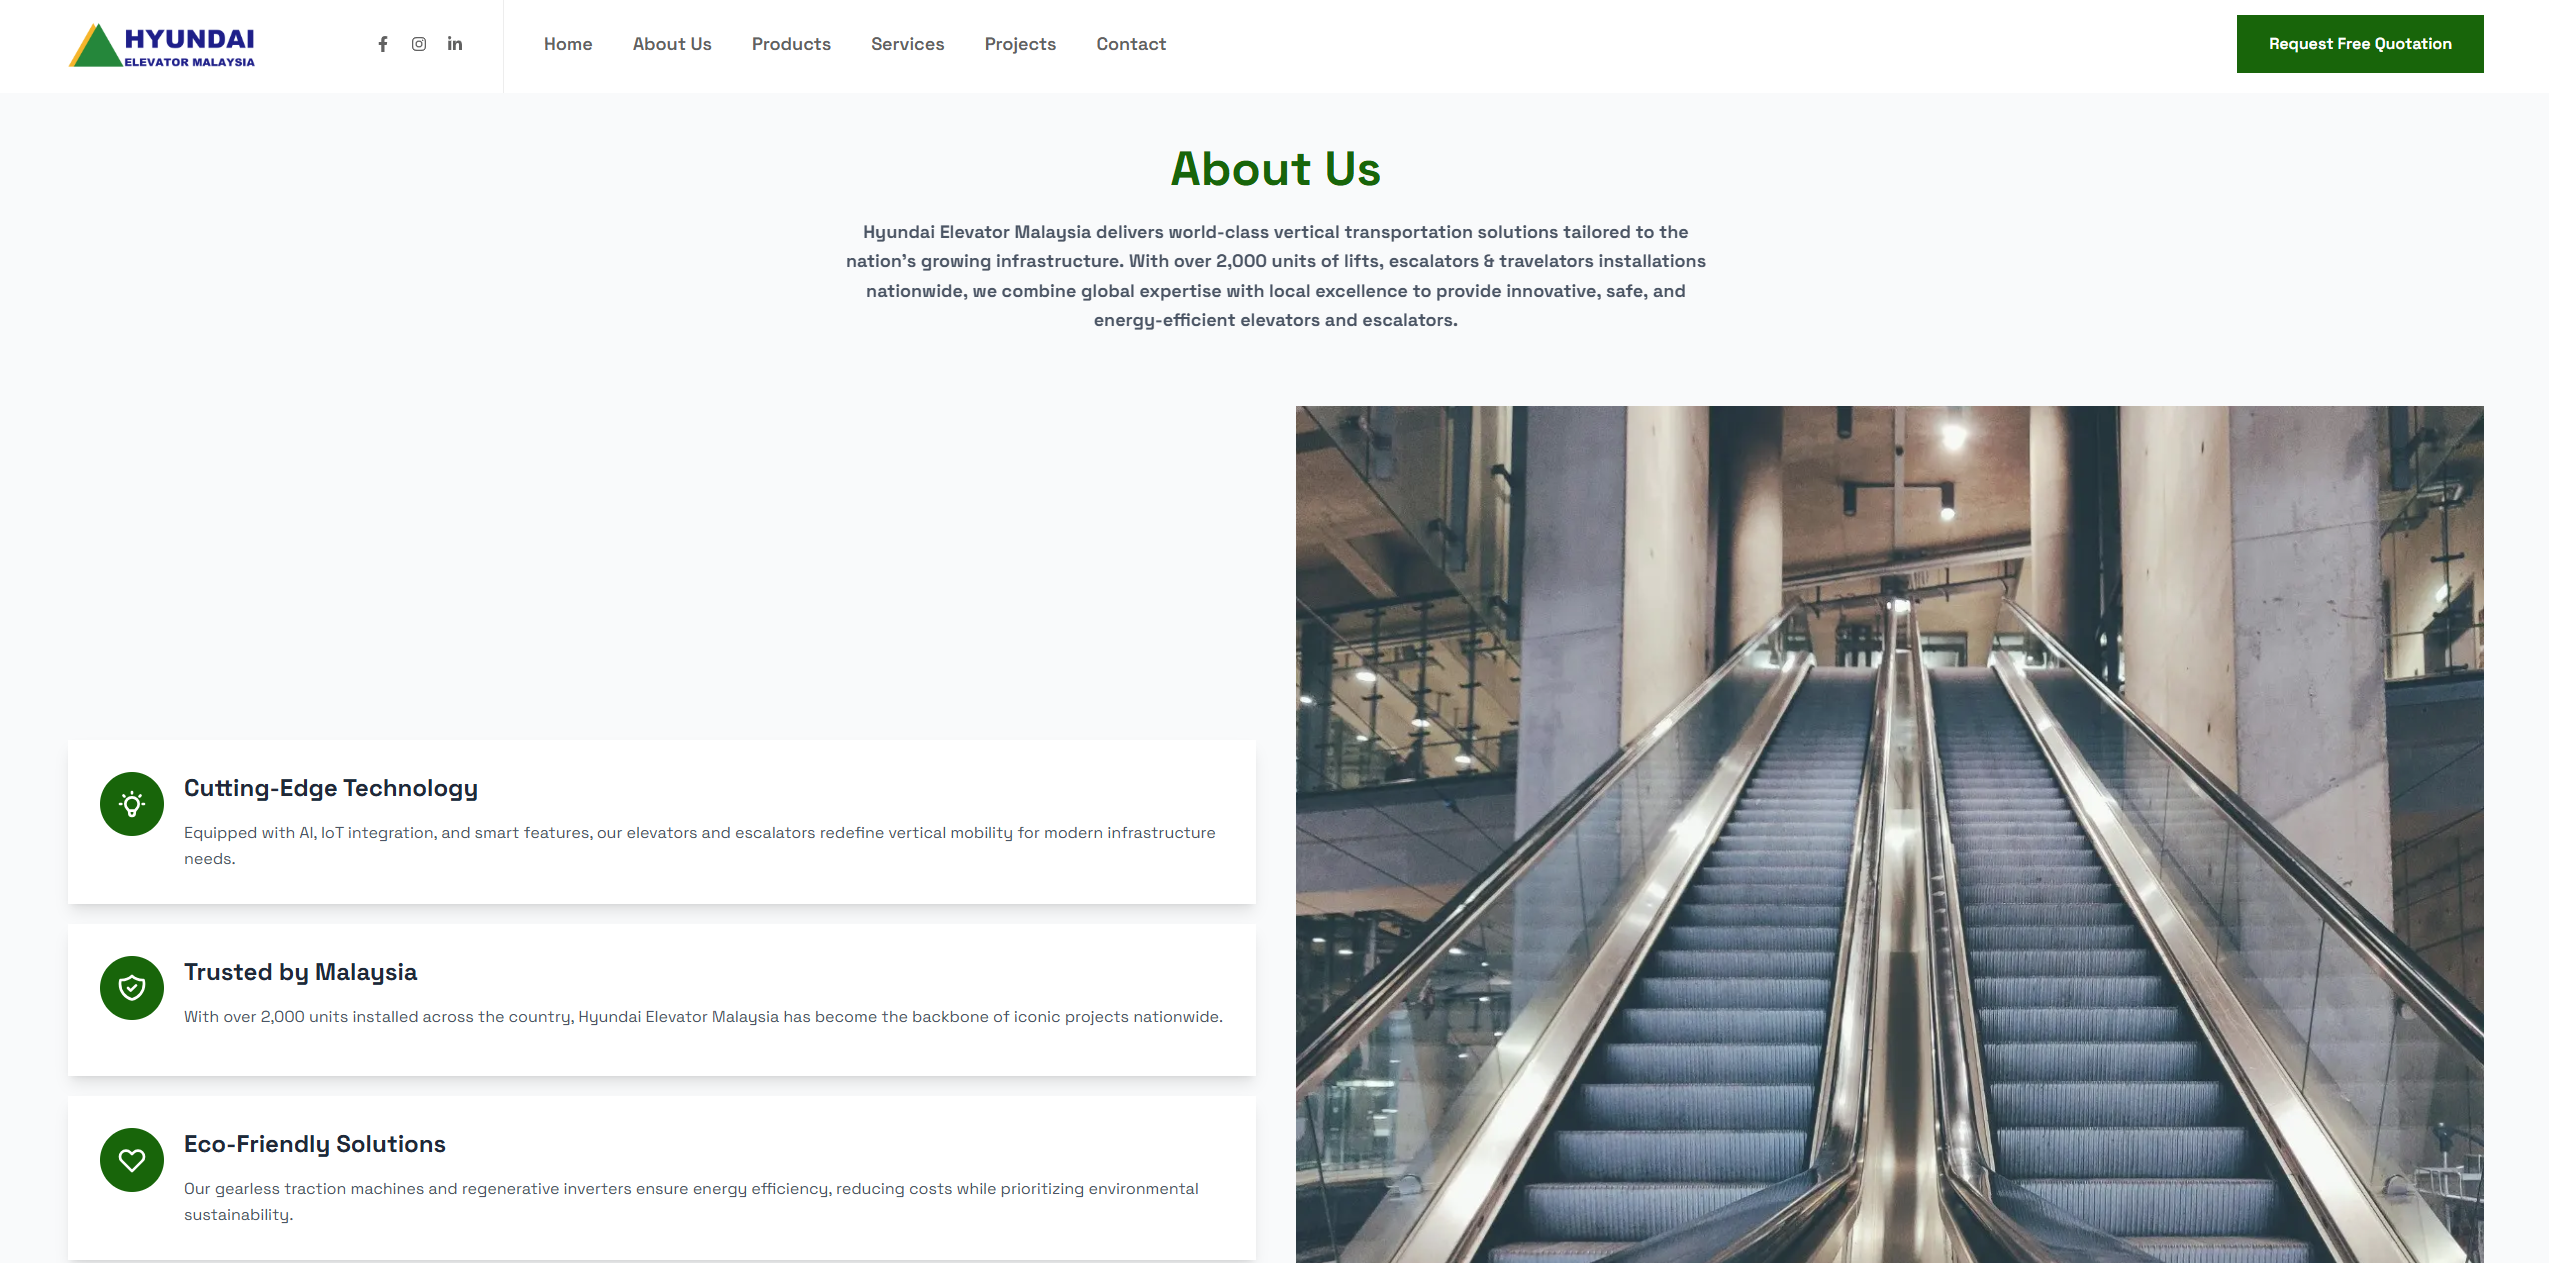 HYUNDAI
ELEVATOR MALAYSIA
Home About Us Products Services Projects Contact
Request Free Quotation
About Us
Hyundai Elevator Malaysia delivers world-class vertical transportation solutions tailored to the
nation's growing infrastructure. With over 2,000 units of lifts, escalators & travelators installations
nationwide, we combine global expertise with local excellence to provide innovative, safe, and
energy-efficient elevators and escalators.
Cutting-Edge Technology
Equipped with AI, IoT integration, and smart features, our elevators and escalators redefine vertical mobility for modern infrastructure
needs.
Trusted by Malaysia
With over 2,000 units installed across the country, Hyundai Elevator Malaysia has become the backbone of iconic projects nationwide.
Eco-Friendly Solutions
Our gearless traction machines and regenerative inverters ensure energy efficiency, reducing costs while prioritizing environmental
sustainability.